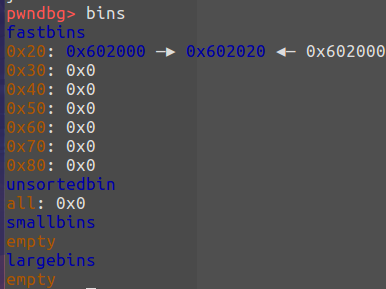 pwndbg> bins
fastbins
0x20: 0x602000 —▸ 0x602020 ◂— 0x602000
0x30: 0x0
0x40: 0x0
0x50: 0x0
0x60: 0x0
0x70: 0x0
0x80: 0x0
unsortedbin
all: 0x0
smallbins
empty
largebins
empty